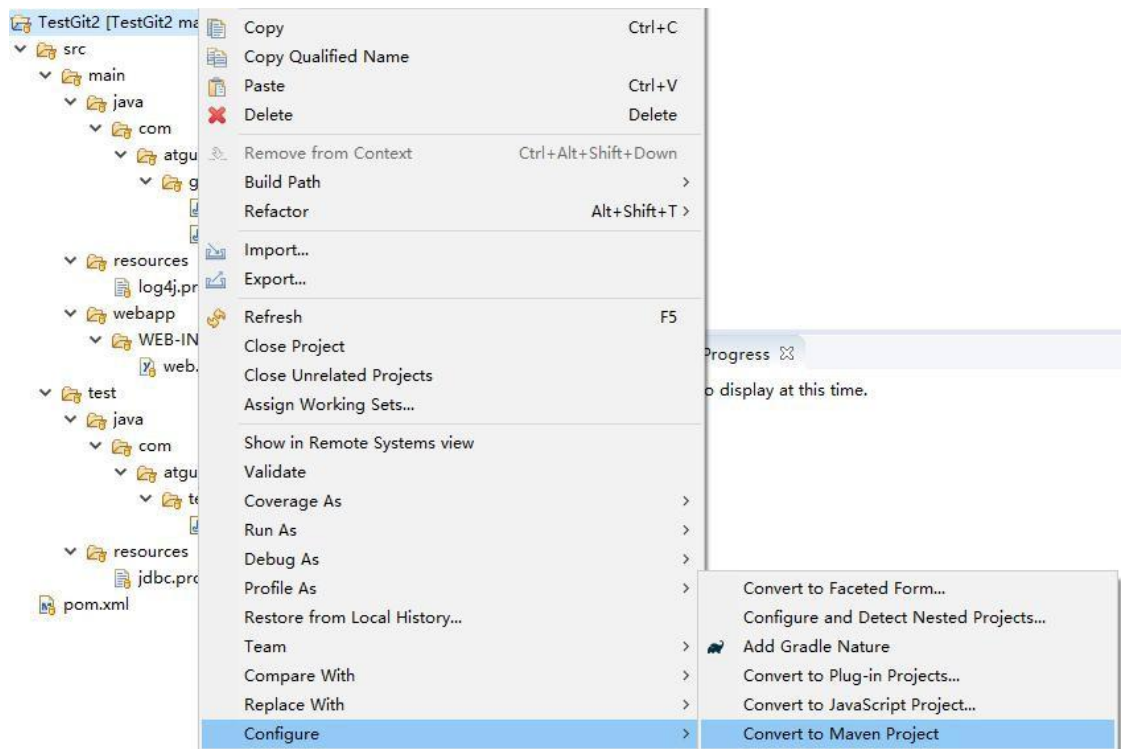 TestGit2 [TestGit2 ma
src
main
java
com
atgu
g
resources
log4j.pr
webapp
WEB-IN
web.
test
java
com
atgu
te
resources
jdbc.pro
pom.xml
Copy Ctrl+C
Copy Qualified Name
Paste Ctrl+V
Delete Delete
Remove from Context Ctrl+Alt+Shift+Down
Build Path
Refactor Alt+Shift+T
Import...
Export...
Refresh F5
Close Project
Close Unrelated Projects
Assign Working Sets...
Show in Remote Systems view
Validate
Coverage As
Run As
Debug As
Profile As
Restore from Local History...
Team
Compare With
Replace With
Configure
Progress
o display at this time.
Convert to Faceted Form...
Configure and Detect Nested Projects...
Add Gradle Nature
Convert to Plug-in Projects...
Convert to JavaScript Project...
Convert to Maven Project